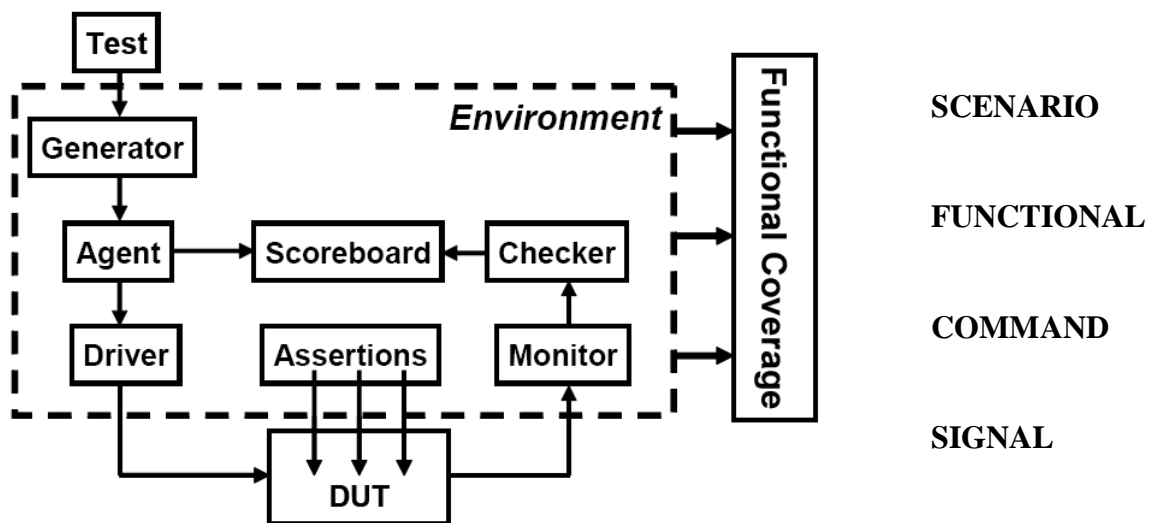 Test
Environment
Generator
Agent
Scoreboard
Checker
Driver
Assertions
Monitor
DUT
Functional Coverage
SCENARIO
FUNCTIONAL
COMMAND
SIGNAL